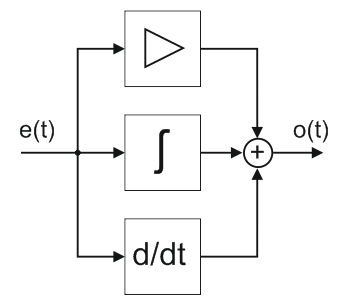 e(t)
∫
+
o(t)
d/dt